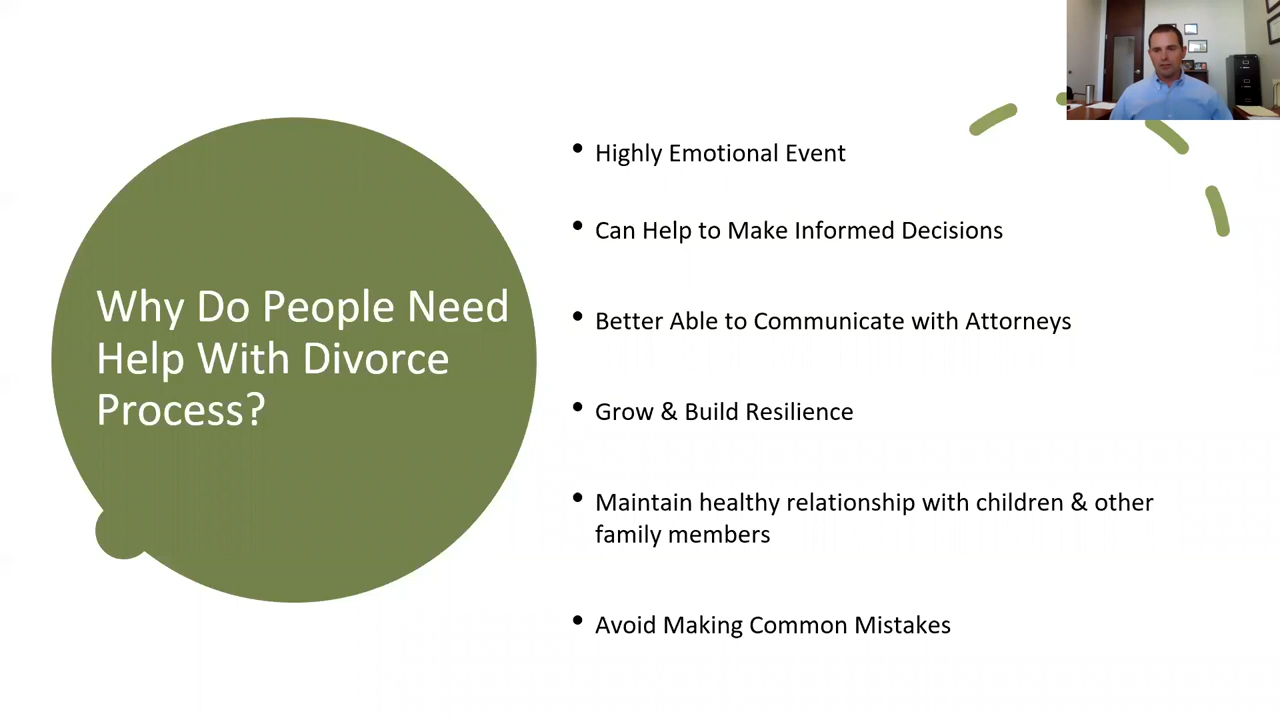 Why Do People Need
Help With Divorce
Process?
• Highly Emotional Event
• Can Help to Make Informed Decisions
• Better Able to Communicate with Attorneys
• Grow & Build Resilience
• Maintain healthy relationship with children & other
family members
• Avoid Making Common Mistakes